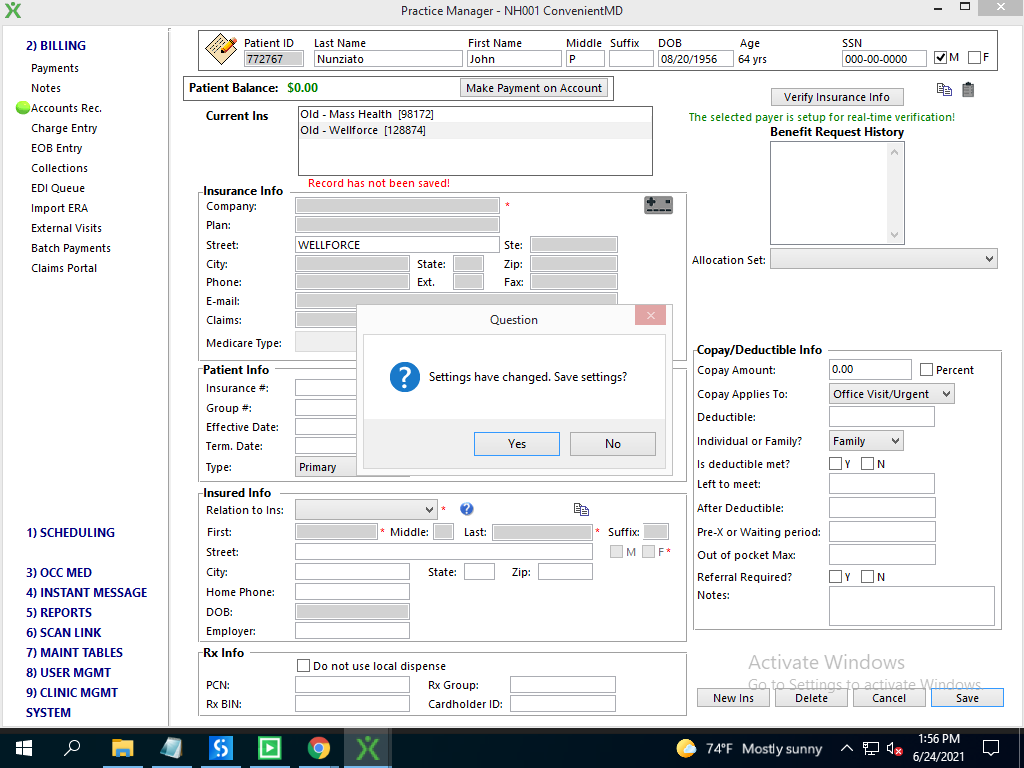 Practice Manager - NH001 ConvenientMD
2) BILLING
Payments
Notes
Accounts Rec.
Charge Entry
EOB Entry
Collections
EDI Queue
Import ERA
External Visits
Batch Payments
Claims Portal
1) SCHEDULING
3) OCC MED
4) INSTANT MESSAGE
5) REPORTS
6) SCAN LINK
7) MAINT TABLES
8) USER MGMT
9) CLINIC MGMT
SYSTEM
Patient ID Last Name First Name Middle Suffix DOB Age SSN
772767 Nunziato John P 08/20/1956 64 yrs 000-00-0000 M F
Patient Balance: $0.00 Make Payment on Account
Verify Insurance Info
The selected payer is setup for real-time verification!
Benefit Request History
Allocation Set:
Current Ins
Old - Mass Health [98172]
Old - Wellforce [128874]
Record has not been saved!
Insurance Info
Company: *
Plan:
Street: WELLFORCE Ste:
City: State: Zip:
Phone: Ext. Fax:
E-mail:
Claims:
Medicare Type:
Question
Settings have changed. Save settings?
Yes No
Patient Info
Insurance #:
Group #:
Effective Date:
Term. Date:
Type: Primary
Insured Info
Relation to Ins: * ?
First: * Middle: Last: * Suffix:
Street: M F *
City: State: Zip:
Home Phone:
DOB:
Employer:
Rx Info
Do not use local dispense
PCN: Rx Group:
Rx BIN: Cardholder ID:
Copay/Deductible Info
Copay Amount: 0.00 Percent
Copay Applies To: Office Visit/Urgent
Deductible:
Individual or Family? Family
Is deductible met? Y N
Left to meet:
After Deductible:
Pre-X or Waiting period:
Out of pocket Max:
Referral Required? Y N
Notes:
Activate Windows
Go to Settings to activate Windows.
New Ins Delete Cancel Save
74°F Mostly sunny
1:56 PM
6/24/2021